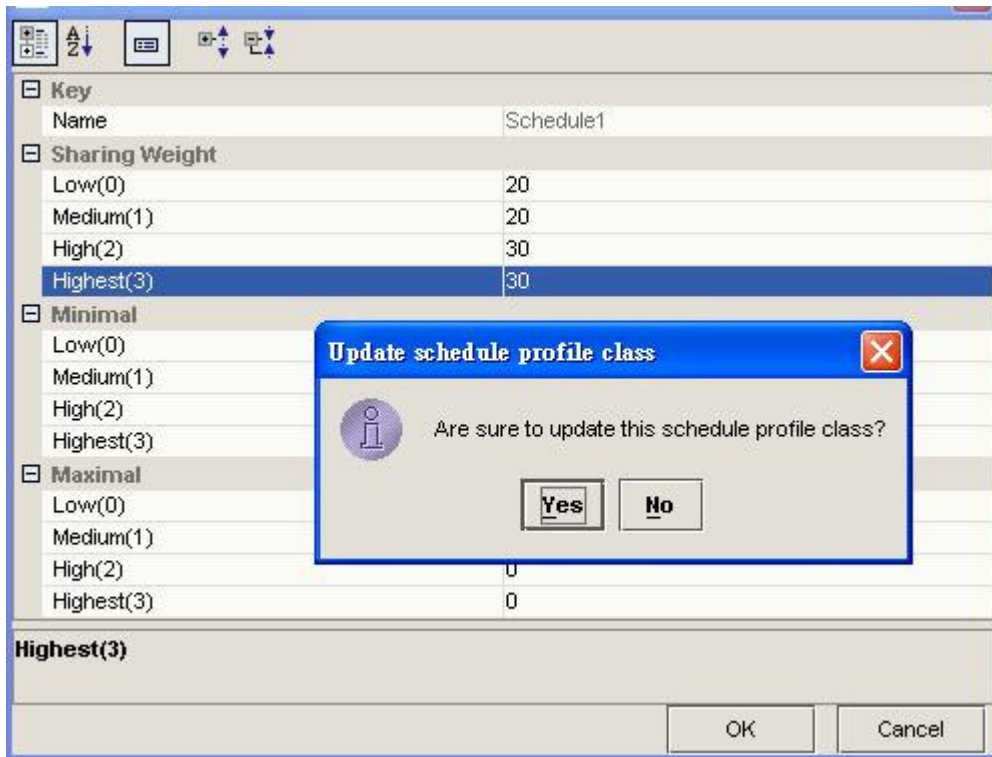 A
Z
Key
Name Schedule1
Sharing Weight
Low(0) 20
Medium(1) 20
High(2) 30
Highest(3) 30
Minimal
Low(0)
Medium(1)
High(2)
Highest(3)
Maximal
Low(0)
Medium(1)
High(2) 0
Highest(3) 0
Update schedule profile class
Are sure to update this schedule profile class?
Yes No
Highest(3)
OK Cancel